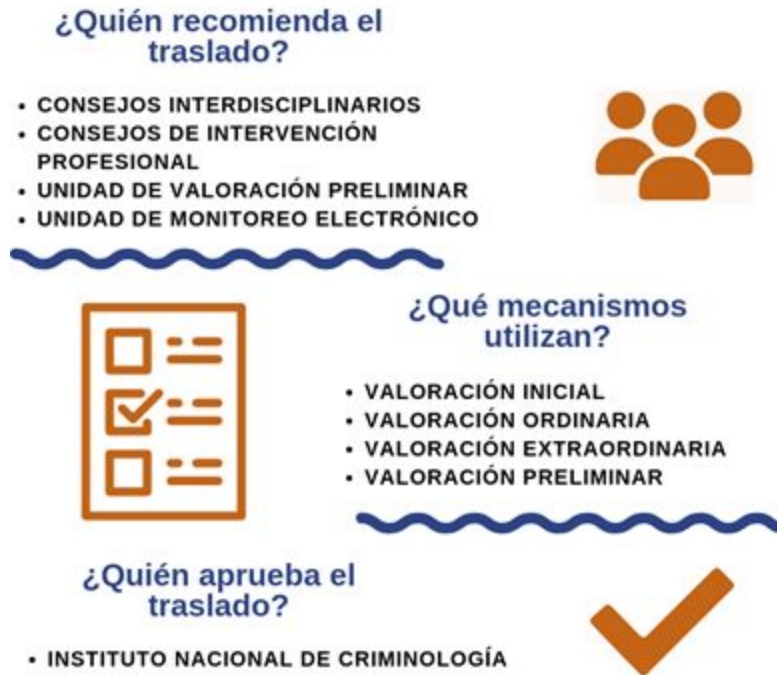 ¿Quién recomienda el
traslado?
• CONSEJOS INTERDISCIPLINARIOS
• CONSEJOS DE INTERVENCIÓN
PROFESIONAL
• UNIDAD DE VALORACIÓN PRELIMINAR
• UNIDAD DE MONITOREO ELECTRÓNICO
¿Qué mecanismos
utilizan?
• VALORACIÓN INICIAL
• VALORACIÓN ORDINARIA
• VALORACIÓN EXTRAORDINARIA
• VALORACIÓN PRELIMINAR
¿Quién aprueba el
traslado?
• INSTITUTO NACIONAL DE CRIMINOLOGÍA